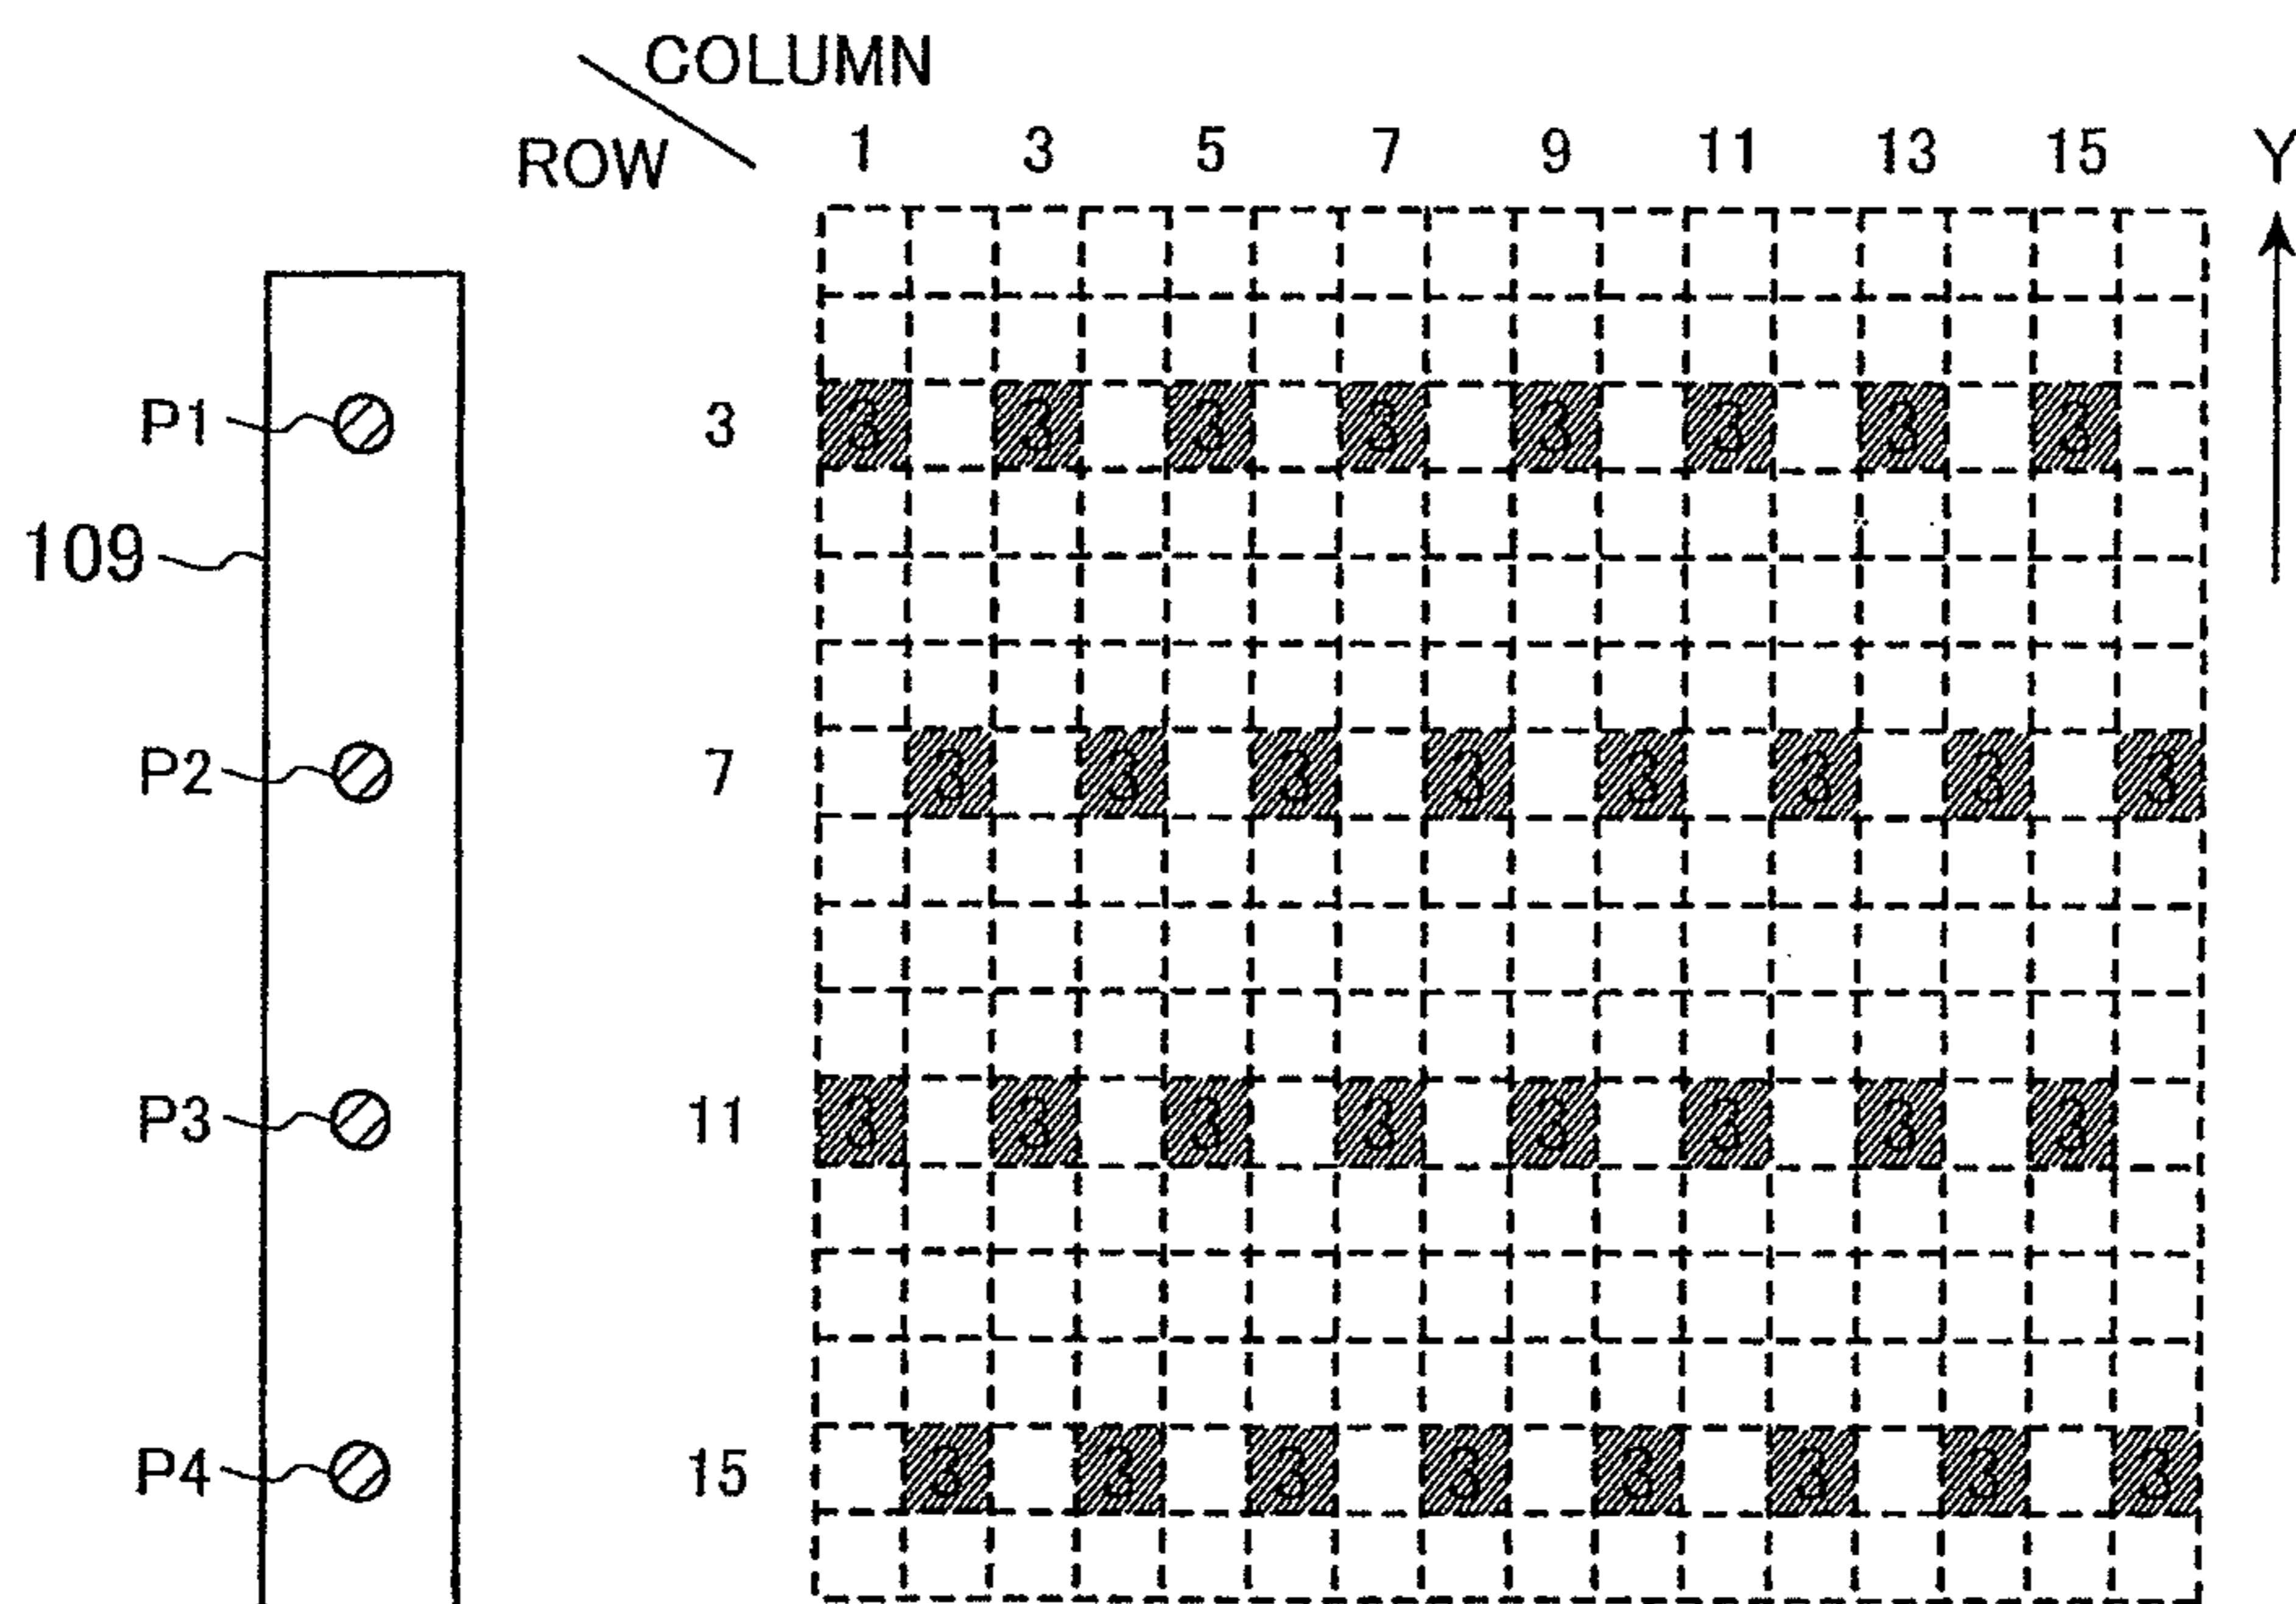 COLUMN
ROW 1 3 5 7 9 11 13 15 Y
P1 3 3 3 3 3 3 3 3 3
109
P2 7 3 3 3 3 3 3 3 3
P3 11 3 3 3 3 3 3 3 3
P4 15 3 3 3 3 3 3 3 3